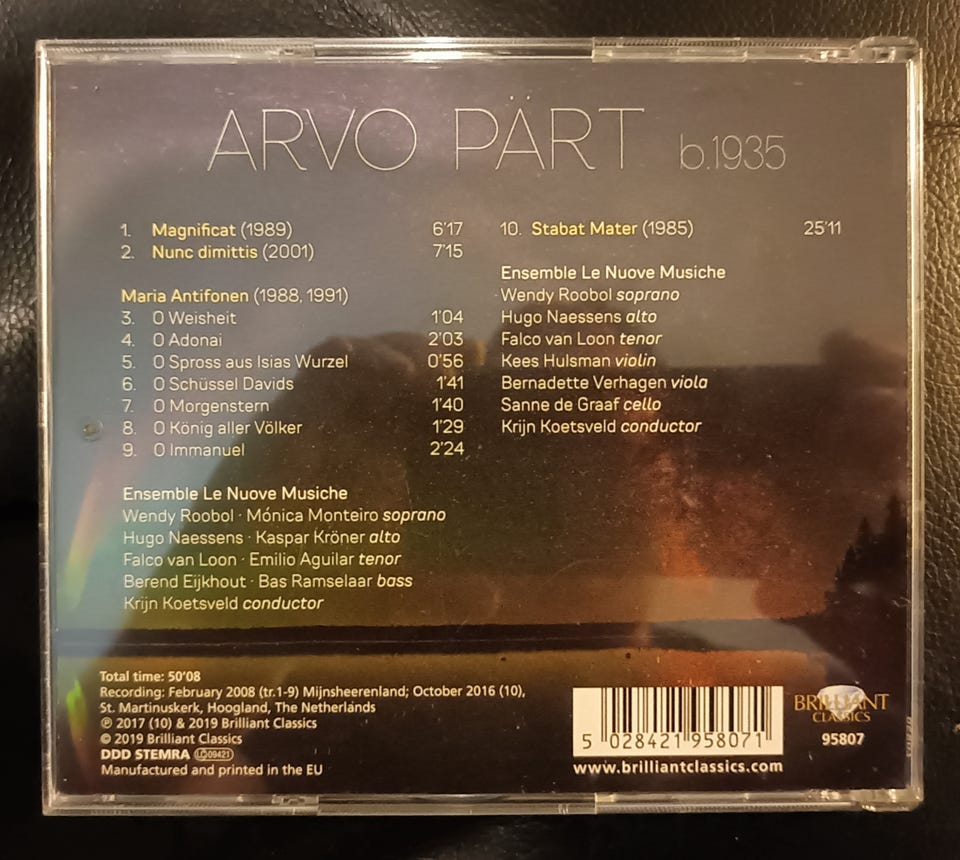 ARVO PÄRT b.1935
1. Magnificat (1989) 6'17
2. Nunc dimittis (2001) 7'15
Maria Antifonen (1988, 1991)
3. O Weisheit 1'04
4. O Adonai 2'03
5. O Spross aus Isias Wurzel 0'56
6. O Schüssel Davids 1'41
7. O Morgenstern 1'40
8. O König aller Völker 1'29
9. O Immanuel 2'24
Ensemble Le Nuove Musiche
Wendy Roobol · Mónica Monteiro soprano
Hugo Naessens · Kaspar Kröner alto
Falco van Loon · Emilio Aguilar tenor
Berend Eijkhout · Bas Ramselaar bass
Krijn Koetsveld conductor
10. Stabat Mater (1985) 25'11
Ensemble Le Nuove Musiche
Wendy Roobol soprano
Hugo Naessens alto
Falco van Loon tenor
Kees Hulsman violin
Bernadette Verhagen viola
Sanne de Graaf cello
Krijn Koetsveld conductor
Total time: 50'08
Recording: February 2008 (tr.1-9) Mijnsheerenland; October 2016 (10),
St. Martinuskerk, Hoogland, The Netherlands
℗ 2017 (10) & 2019 Brilliant Classics
© 2019 Brilliant Classics
DDD STEMRA LC 09421
Manufactured and printed in the EU
5 028421 958071
www.brilliantclassics.com
BRILLIANT
CLASSICS
95807